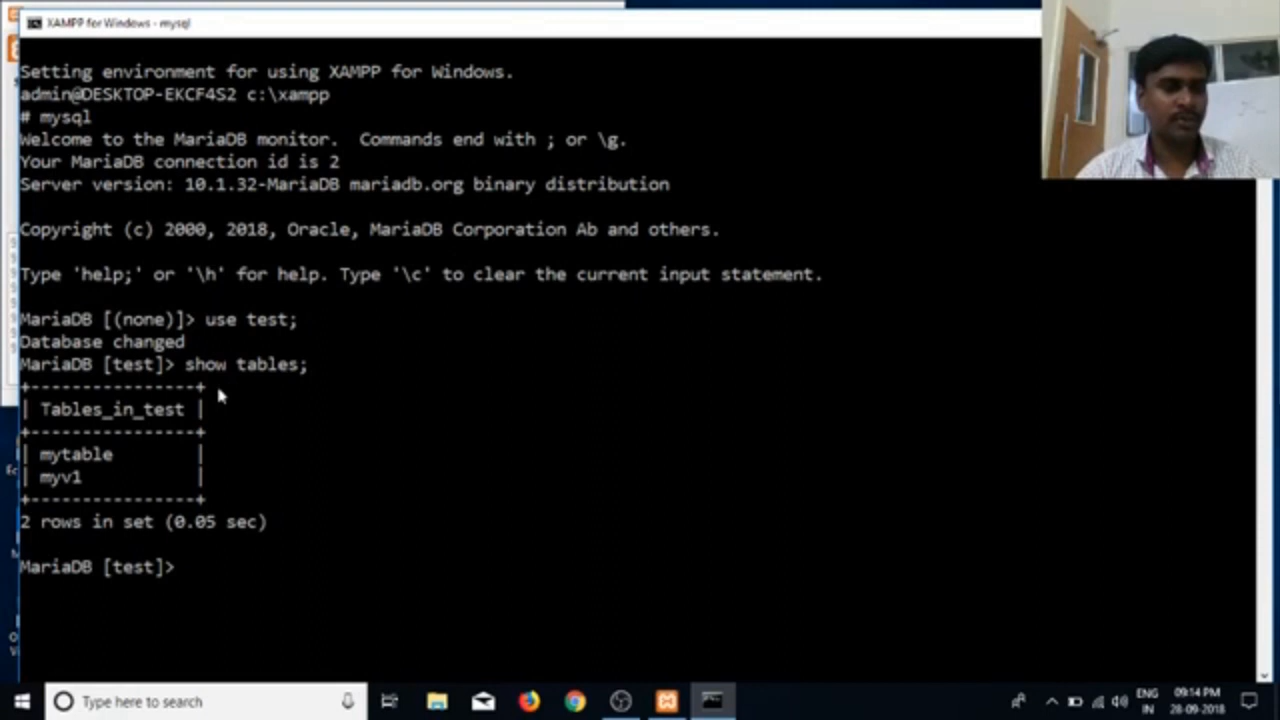 XAMPP for Windows - mysql
Setting environment for using XAMPP for Windows.
admin@DESKTOP-EKCF4S2 c:\xampp
# mysql
Welcome to the MariaDB monitor.  Commands end with ; or \g.
Your MariaDB connection id is 2
Server version: 10.1.32-MariaDB mariadb.org binary distribution
Copyright (c) 2000, 2018, Oracle, MariaDB Corporation Ab and others.
Type 'help;' or '\h' for help. Type '\c' to clear the current input statement.
MariaDB [(none)]> use test;
Database changed
MariaDB [test]> show tables;
+----------------+
| Tables_in_test |
+----------------+
| mytable        |
| myv1           |
+----------------+
2 rows in set (0.05 sec)
MariaDB [test]>
Type here to search
ENG 09:14 PM
IN 28-09-2018